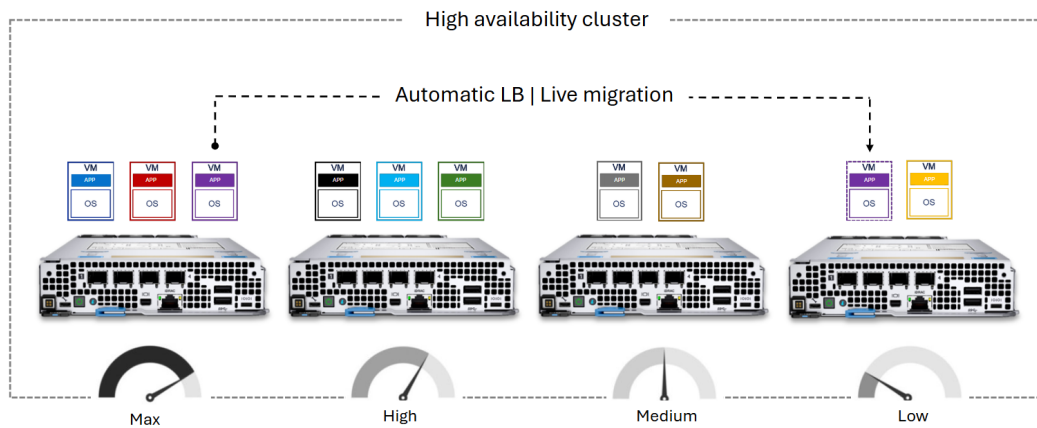 High availability cluster
Automatic LB | Live migration
VM VM VM VM VM VM VM VM VM VM
APP APP APP APP APP APP APP APP APP APP
OS OS OS OS OS OS OS OS OS OS
Max High Medium Low